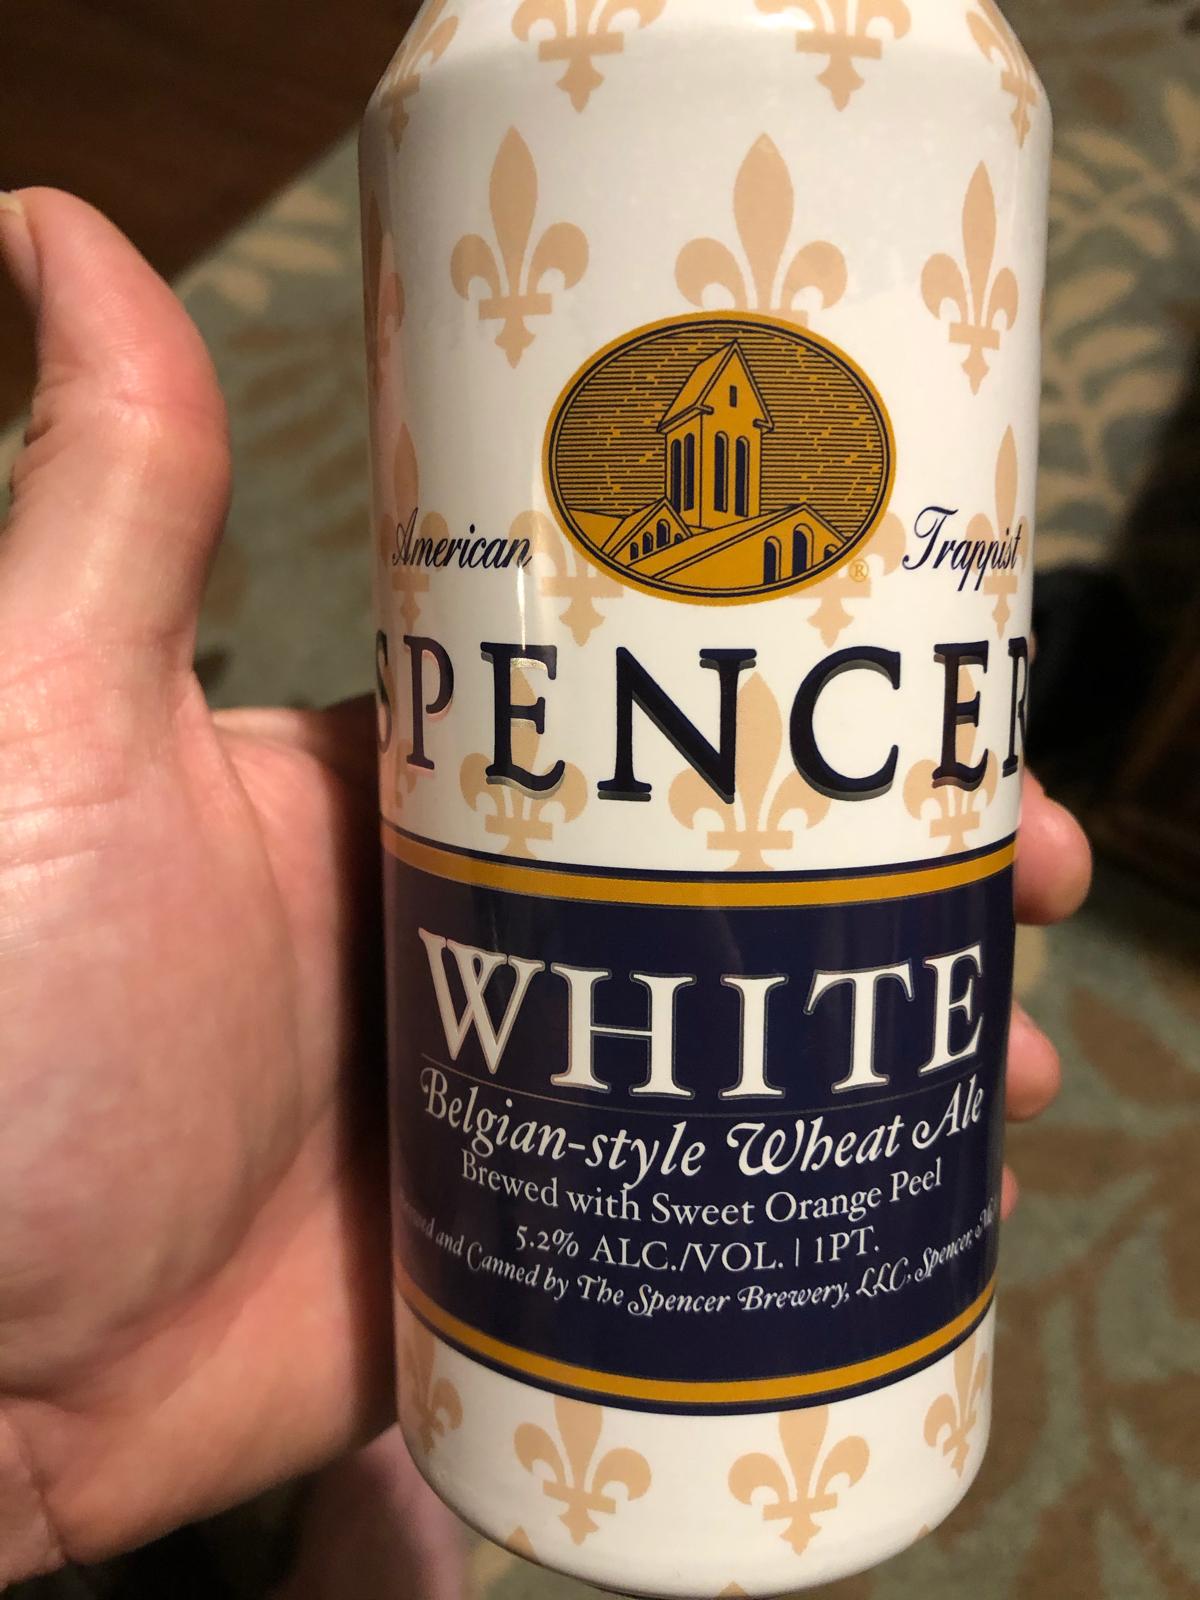 American Trappist
SPENCER
WHITE
Belgian-style Wheat Ale
Brewed with Sweet Orange Peel
5.2% ALC./VOL. | 1PT.
and Canned by The Spencer Brewery, LLC, Spencer,
®